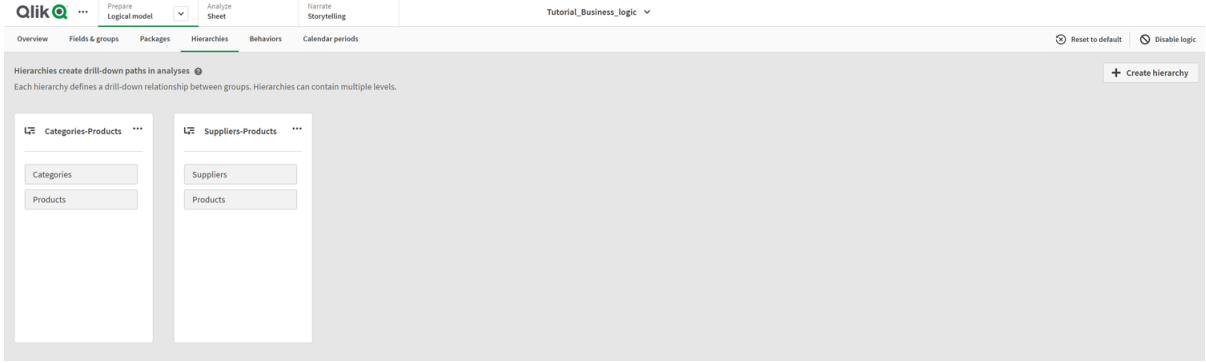 Qlik
Prepare
Logical model
Analyze
Sheet
Narrate
Storytelling
Tutorial_Business_logic
Overview
Fields & groups
Packages
Hierarchies
Behaviors
Calendar periods
Reset to default
Disable logic
Hierarchies create drill-down paths in analyses
Each hierarchy defines a drill-down relationship between groups. Hierarchies can contain multiple levels.
Create hierarchy
Categories-Products
Categories
Products
Suppliers-Products
Suppliers
Products